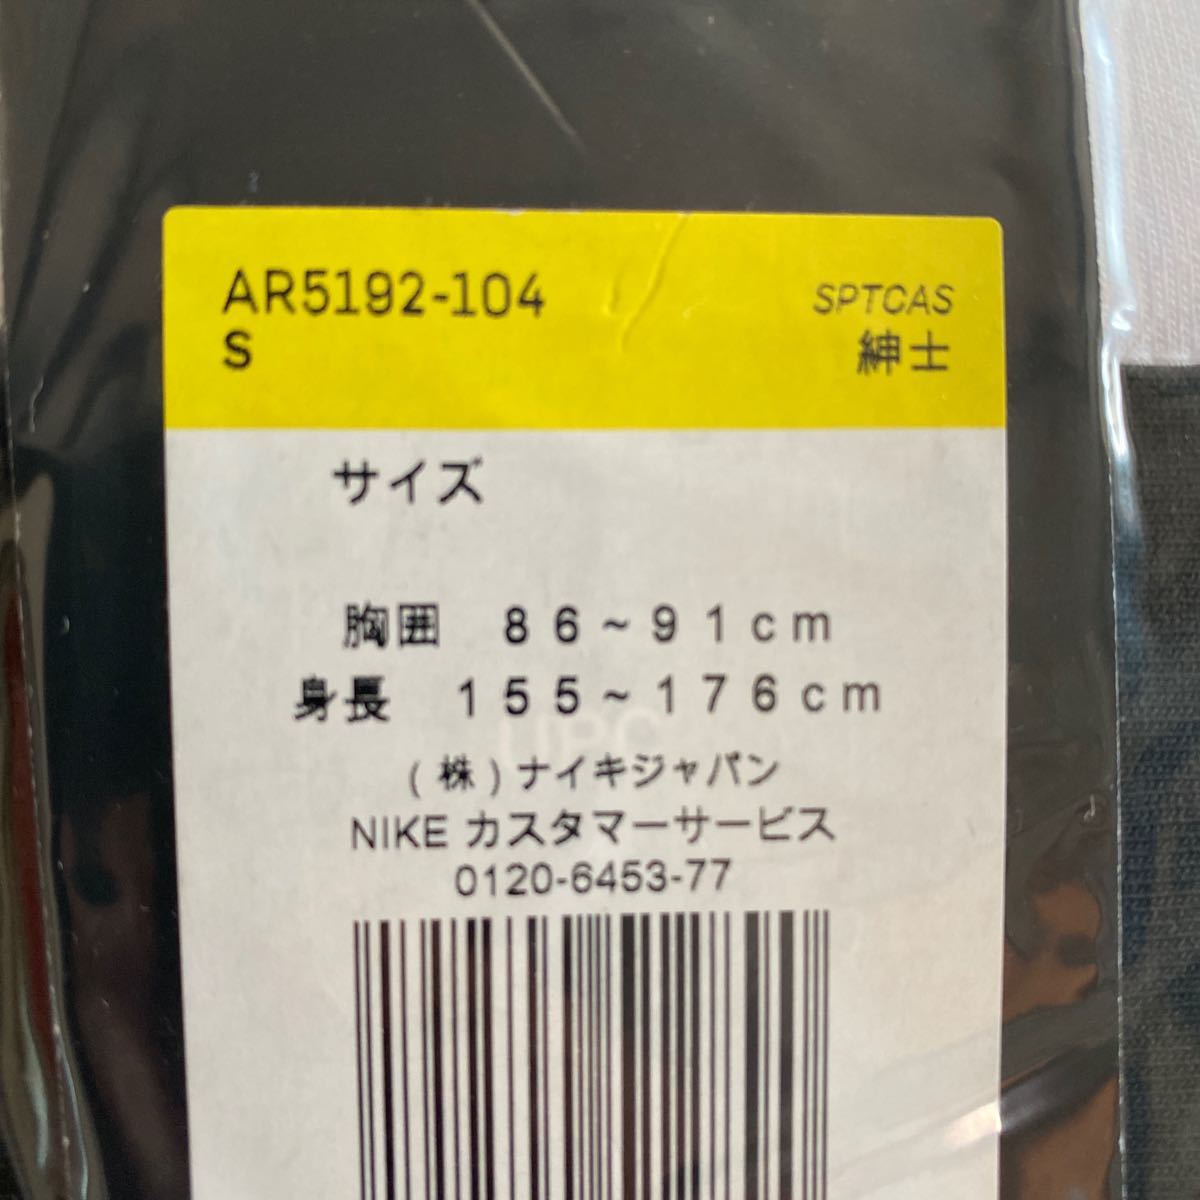 AR5192-104
SPTCAS
S
紳士
サイズ
胸囲 86~91cm
身長 155~176cm
UPC
(株)ナイキジャパン
NIKE カスタマーサービス
0120-6453-77